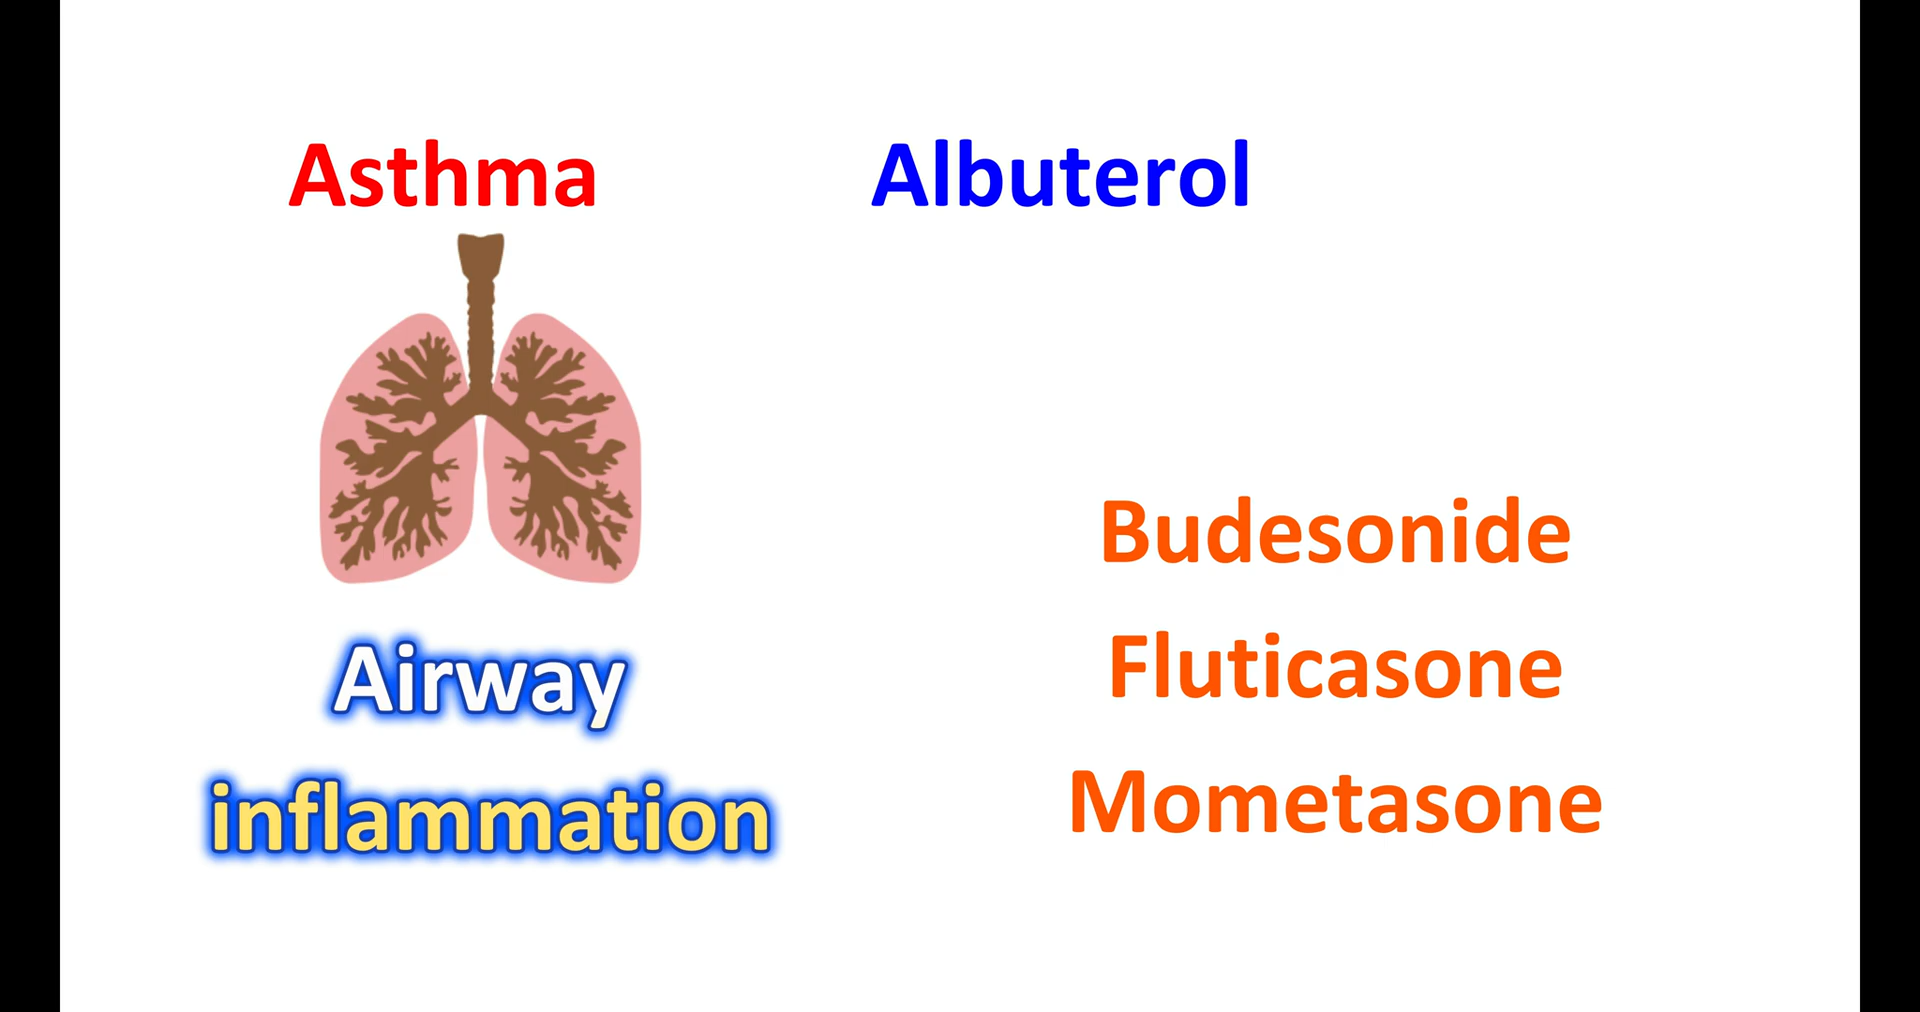 Asthma
Albuterol
Budesonide
Fluticasone
Mometasone
Airway
inflammation